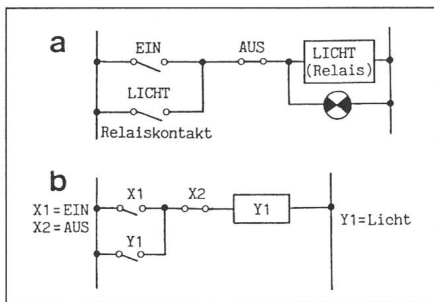 a
EIN
AUS
LICHT
(Relais)
LICHT
Relaiskontakt
b
X1
X2
Y1
X1=EIN
X2=AUS
Y1=Licht
Y1